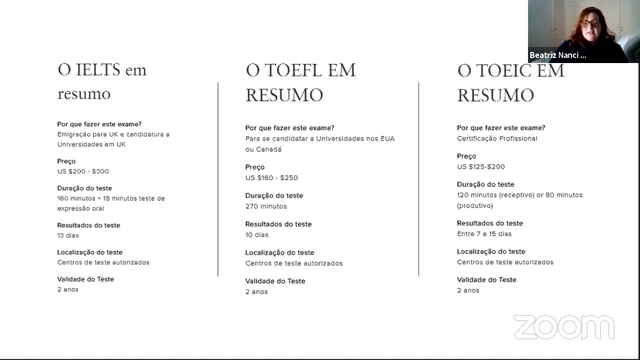 Beatriz Nanci ...
O IELTS em
resumo
Por que fazer este exame?
Emigração para UK e candidatura a
Universidades em UK
Preço
US $200 - $300
Duração do teste
160 minutos + 15 minutos teste de
expressão oral
Resultados do teste
13 dias
Localização do teste
Centros de teste autorizados
Validade do Teste
2 anos
O TOEFL EM
RESUMO
Por que fazer este exame?
Para se candidatar a Universidades nos EUA
ou Canadá
Preço
US $160 - $250
Duração do teste
270 minutos
Resultados do teste
10 dias
Localização do teste
Centros de teste autorizados
Validade do Teste
2 anos
O TOEIC EM
RESUMO
Por que fazer este exame?
Certificação Profissional
Preço
US $125-$200
Duração do teste
120 minutos (receptivo) or 80 minutos
(produtivo)
Resultados do teste
Entre 7 e 15 dias
Localização do teste
Centros de teste autorizados
Validade do Teste
2 anos
zoom